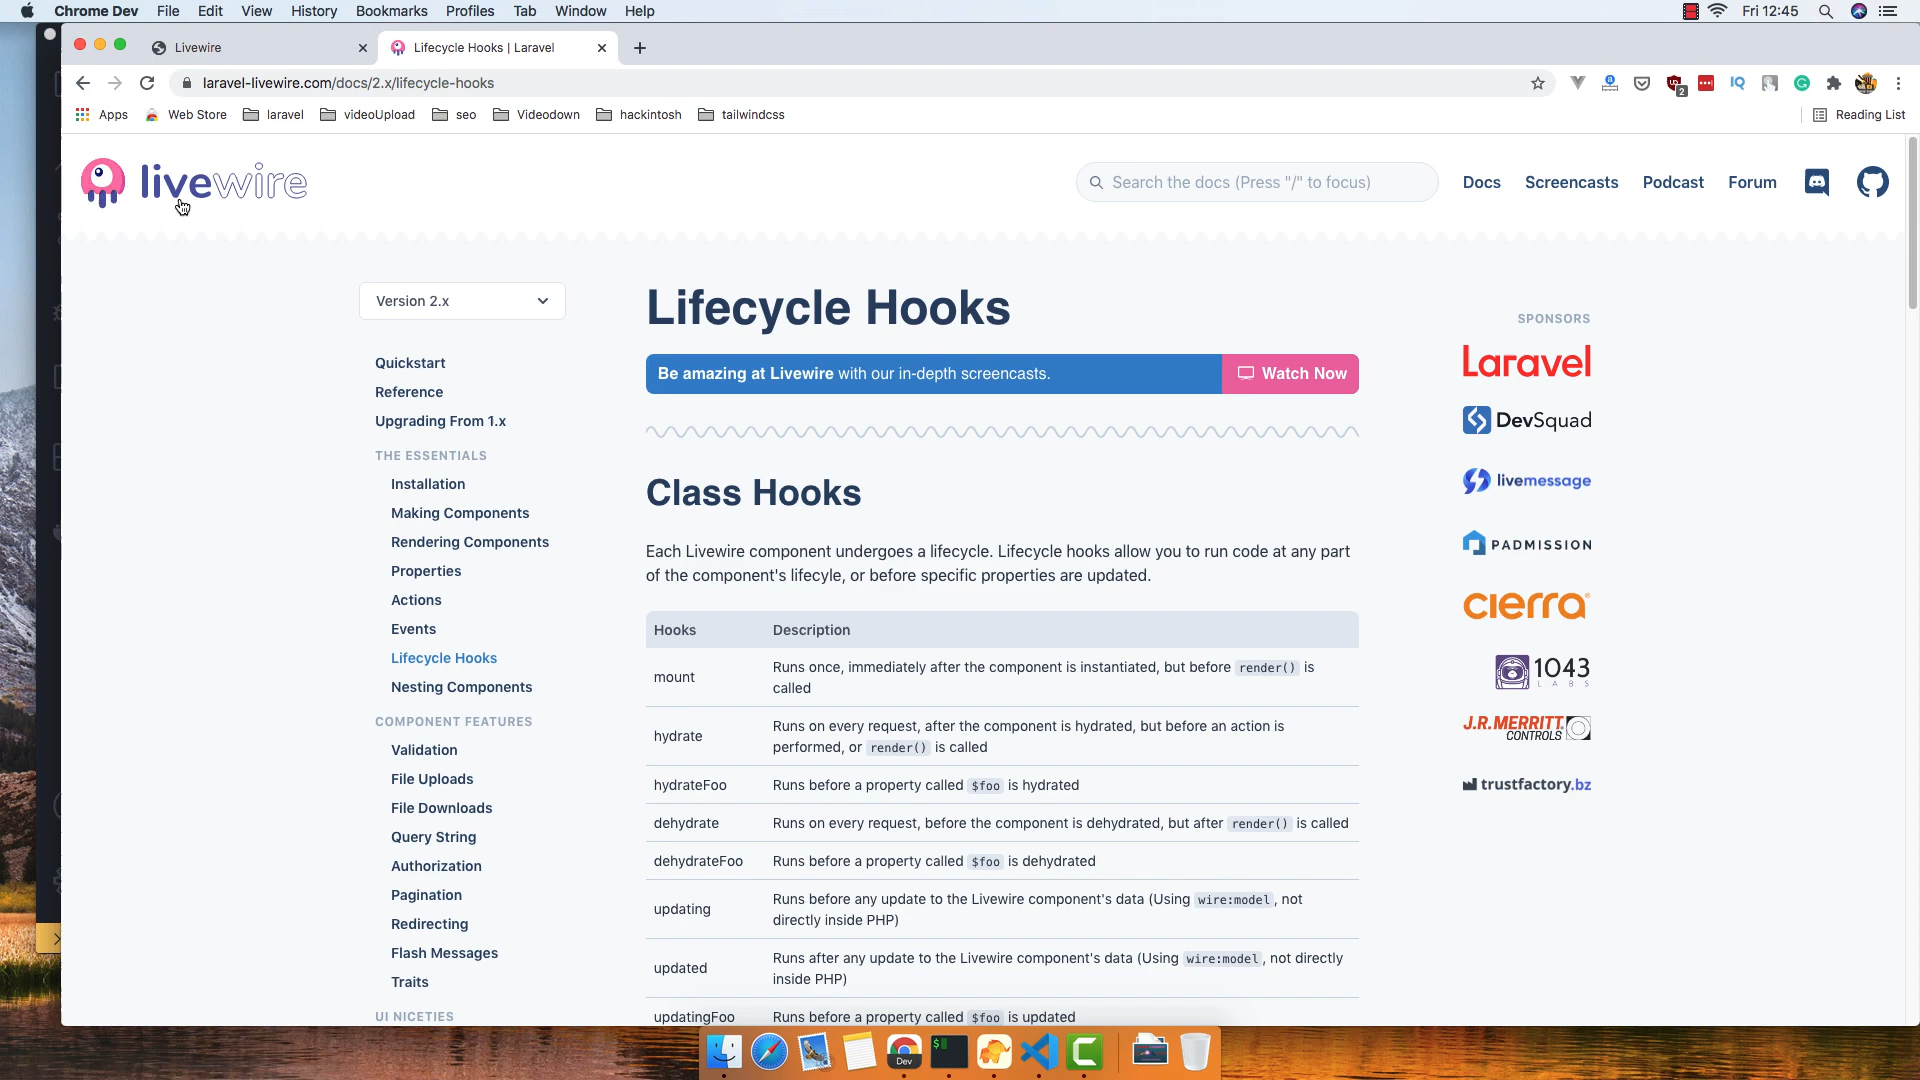 Chrome Dev File Edit View History Bookmarks Profiles Tab Window Help Fri 12:45
Livewire Lifecycle Hooks | Laravel
laravel-livewire.com/docs/2.x/lifecycle-hooks
Apps Web Store laravel videoUpload seo Videodown hackintosh tailwindcss Reading List
livewire
Search the docs (Press "/" to focus) Docs Screencasts Podcast Forum
Version 2.x
Quickstart
Reference
Upgrading From 1.x
THE ESSENTIALS
Installation
Making Components
Rendering Components
Properties
Actions
Events
Lifecycle Hooks
Nesting Components
COMPONENT FEATURES
Validation
File Uploads
File Downloads
Query String
Authorization
Pagination
Redirecting
Flash Messages
Traits
UI NICETIES
Lifecycle Hooks
Be amazing at Livewire with our in-depth screencasts. Watch Now
Class Hooks
Each Livewire component undergoes a lifecycle. Lifecycle hooks allow you to run code at any part
of the component's lifecyle, or before specific properties are updated.
Hooks Description
mount Runs once, immediately after the component is instantiated, but before render() is
called
hydrate Runs on every request, after the component is hydrated, but before an action is
performed, or render() is called
hydrateFoo Runs before a property called $foo is hydrated
dehydrate Runs on every request, before the component is dehydrated, but after render() is called
dehydrateFoo Runs before a property called $foo is dehydrated
updating Runs before any update to the Livewire component's data (Using wire:model, not
directly inside PHP)
updated Runs after any update to the Livewire component's data (Using wire:model, not directly
inside PHP)
updatingFoo Runs before a property called $foo is updated
SPONSORS
Laravel
DevSquad
livemessage
PADMISSION
cierra
1043
LABS
J.R.MERRITT
CONTROLS
trustfactory.bz
Dev